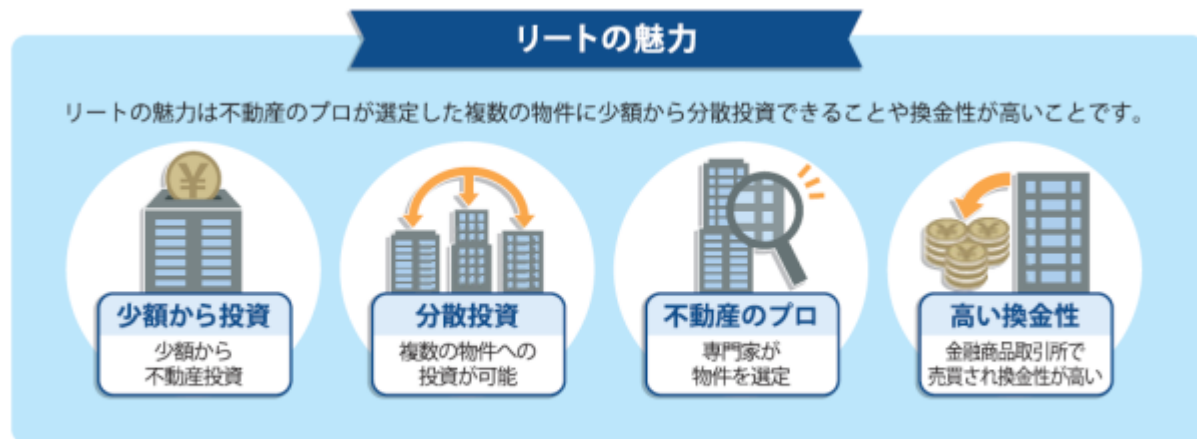 リートの魅力
リートの魅力は不動産のプロが選定した複数の物件に少額から分散投資できることや換金性が高いことです。
少額から投資
少額から
不動産投資
分散投資
複数の物件への
投資が可能
不動産のプロ
専門家が
物件を選定
高い換金性
金融商品取引所で
売買され換金性が高い